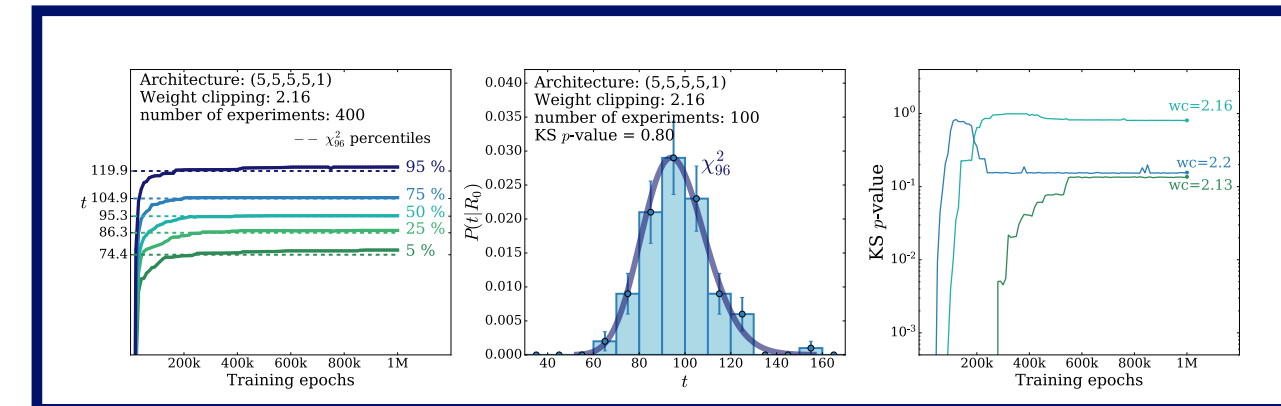 Architecture: (5,5,5,5,1)
Weight clipping: 2.16
number of experiments: 400
-- χ²₉₆ percentiles
t
119.9
104.9
95.3
86.3
74.4
95 %
75 %
50 %
25 %
5 %
200k 400k 600k 800k 1M
Training epochs
Architecture: (5,5,5,5,1)
Weight clipping: 2.16
number of experiments: 100
KS p-value = 0.80
χ²₉₆
P(t|R₀)
0.040
0.035
0.030
0.025
0.020
0.015
0.010
0.005
0.000
40 60 80 100 120 140 160
t
KS p-value
10⁰
10⁻¹
10⁻²
10⁻³
wc=2.16
wc=2.2
wc=2.13
200k 400k 600k 800k 1M
Training epochs